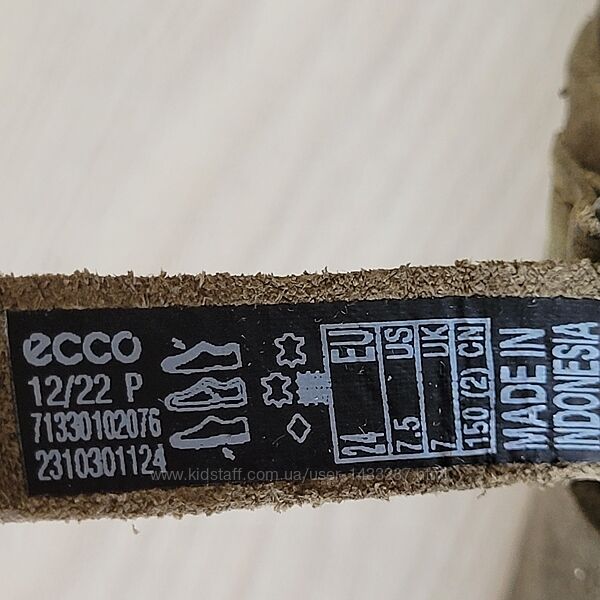 ecco
12/22 P
71330102076
2310301124
EU 24
US 7.5
UK 7
CN 150 (2)
MADE IN
INDONESIA